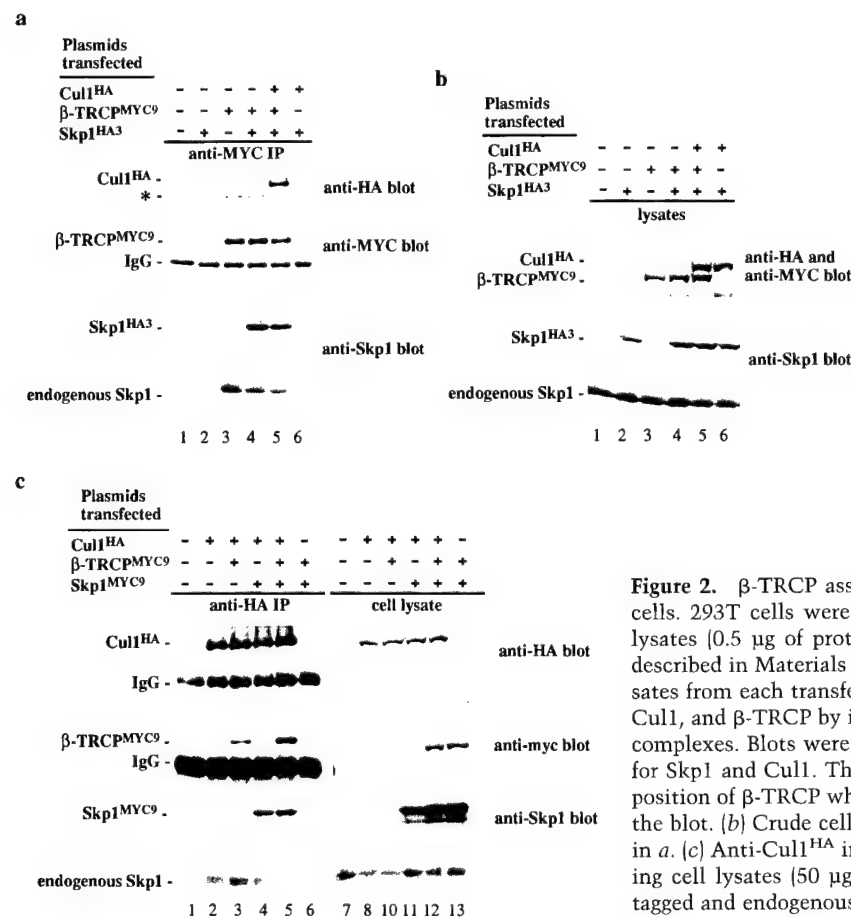 a
Plasmids
transfected
Cul1HA - - - - + +
β-TRCPMYC9 - - + + + -
Skp1HA3 - + - + + +
anti-MYC IP
Cul1HA -
* -
anti-HA blot
β-TRCPMYC9 -
anti-MYC blot
IgG -
Skp1HA3 -
anti-Skp1 blot
endogenous Skp1 -
1 2 3 4 5 6
b
Plasmids
transfected
Cul1HA - - - - + +
β-TRCPMYC9 - - + + + -
Skp1HA3 - + - + + +
lysates
Cul1HA -
β-TRCPMYC9 -
anti-HA and
anti-MYC blot
Skp1HA3 -
anti-Skp1 blot
endogenous Skp1 -
1 2 3 4 5 6
c
Plasmids
transfected
Cul1HA - + + + + - - + + + + -
β-TRCPMYC9 - - + - + + - - + - + +
Skp1MYC9 - - - + + + - - - + + +
anti-HA IP cell lysate
Cul1HA -
anti-HA blot
IgG -
β-TRCPMYC9 -
anti-myc blot
IgG -
Skp1MYC9 -
anti-Skp1 blot
endogenous Skp1 -
1 2 3 4 5 6 7 8 10 11 12 13
Figure 2. β-TRCP ass
cells. 293T cells were
lysates (0.5 µg of prot
described in Materials
sates from each transfe
Cul1, and β-TRCP by i
complexes. Blots were
for Skp1 and Cul1. Th
position of β-TRCP wh
the blot. (b) Crude cell
in a. (c) Anti-Cul1HA in
ing cell lysates (50 µg
tagged and endogenous